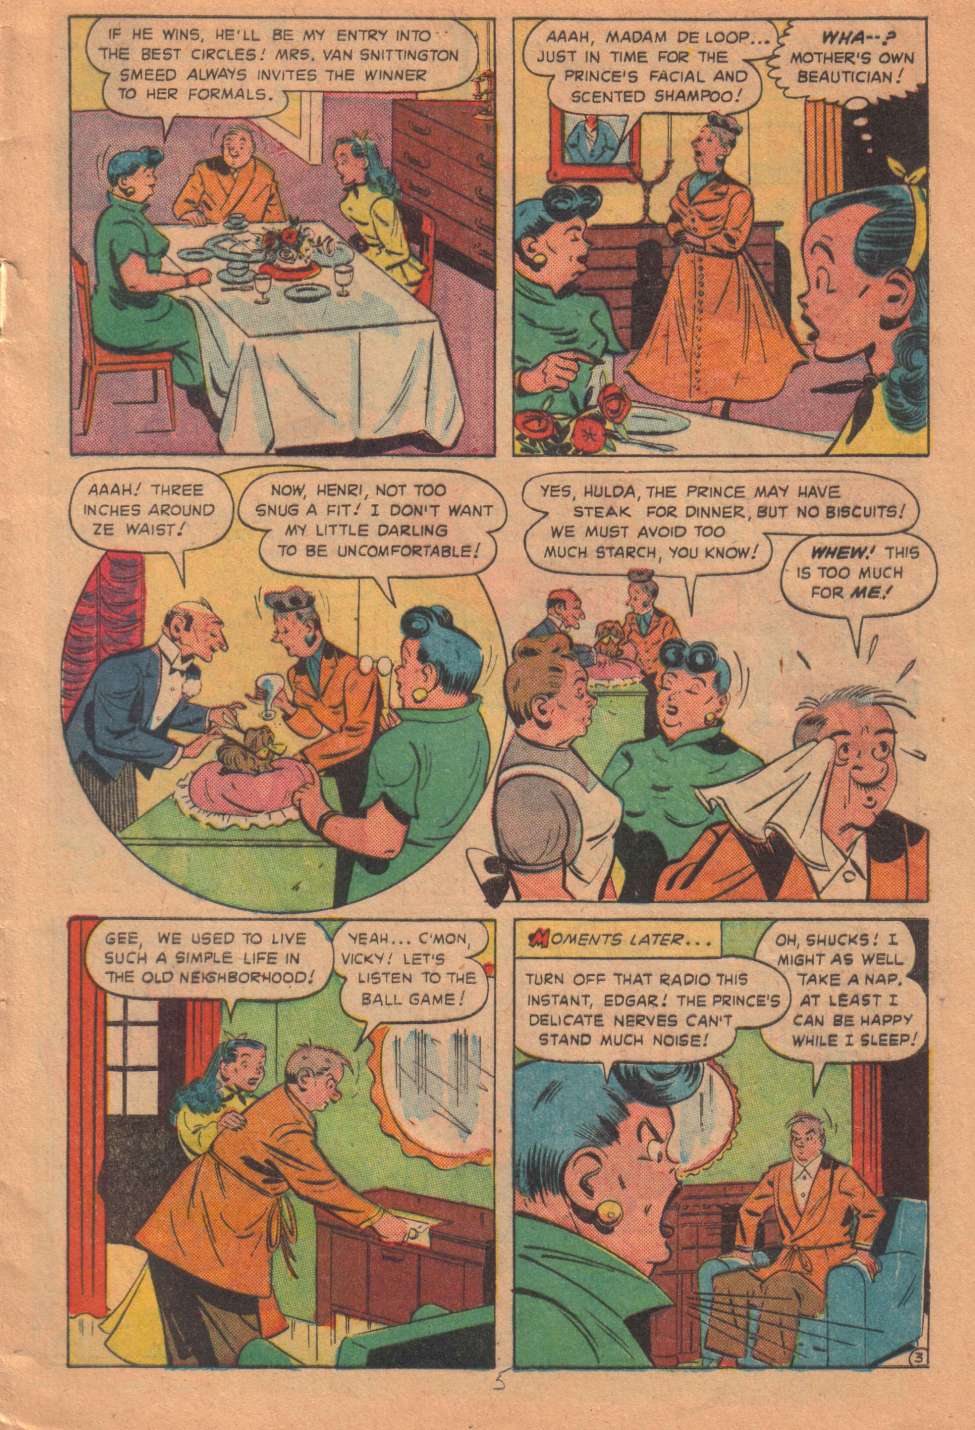 IF HE WINS, HE'LL BE MY ENTRY INTO
THE BEST CIRCLES! MRS. VAN SNITTINGTON
SMEED ALWAYS INVITES THE WINNER
TO HER FORMALS.
AAAH, MADAM DE LOOP...
JUST IN TIME FOR THE
PRINCE'S FACIAL AND
SCENTED SHAMPOO!
WHA--?
MOTHER'S OWN
BEAUTICIAN!
AAAH! THREE
INCHES AROUND
ZE WAIST!
NOW, HENRI, NOT TOO
SNUG A FIT! I DON'T WANT
MY LITTLE DARLING
TO BE UNCOMFORTABLE!
YES, HULDA, THE PRINCE MAY HAVE
STEAK FOR DINNER, BUT NO BISCUITS!
WE MUST AVOID TOO
MUCH STARCH, YOU KNOW!
WHEW! THIS
IS TOO MUCH
FOR ME!
GEE, WE USED TO LIVE
SUCH A SIMPLE LIFE IN
THE OLD NEIGHBORHOOD!
YEAH... C'MON,
VICKY! LET'S
LISTEN TO THE
BALL GAME!
MOMENTS LATER...
TURN OFF THAT RADIO THIS
INSTANT, EDGAR! THE PRINCE'S
DELICATE NERVES CAN'T
STAND MUCH NOISE!
OH, SHUCKS! I
MIGHT AS WELL
TAKE A NAP.
AT LEAST I
CAN BE HAPPY
WHILE I SLEEP!
3
5